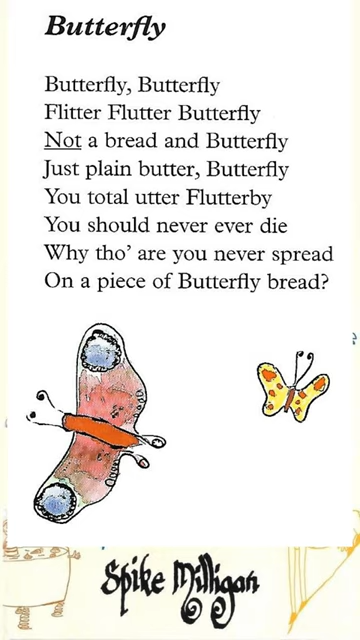 Butterfly
Butterfly, Butterfly
Flitter Flutter Butterfly
Not a bread and Butterfly
Just plain butter, Butterfly
You total utter Flutterby
You should never ever die
Why tho’ are you never spread
On a piece of Butterfly bread?
Spike Milligan